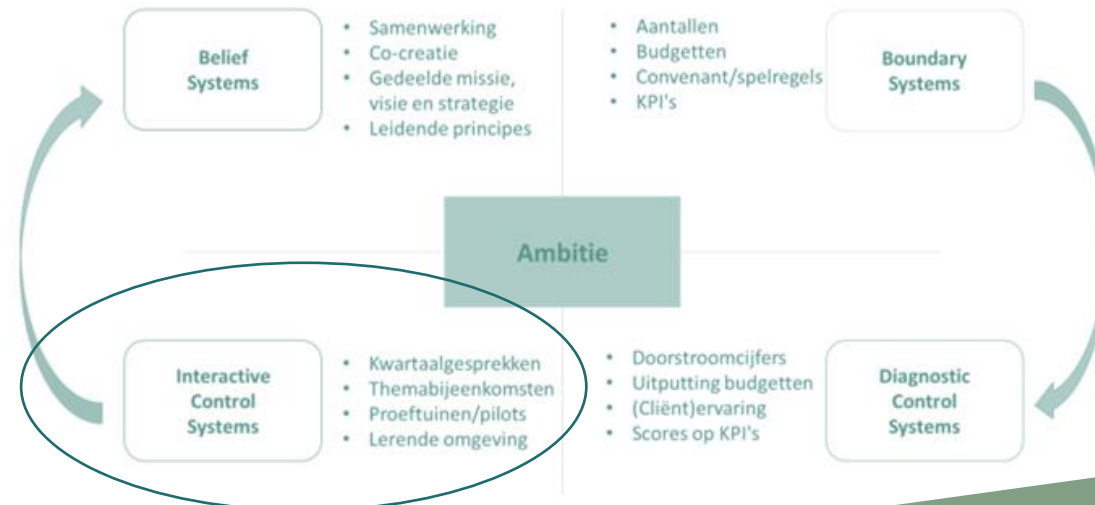 Belief
Systems
• Samenwerking
• Co-creatie
• Gedeelde missie,
visie en strategie
• Leidende principes
• Aantallen
• Budgetten
• Convenant/spelregels
• KPI's
Boundary
Systems
Ambitie
Interactive
Control
Systems
• Kwartaalgesprekken
• Themabijeenkomsten
• Proeftuinen/pilots
• Lerende omgeving
• Doorstroomcijfers
• Uitputting budgetten
• (Cliënt)ervaring
• Scores op KPI's
Diagnostic
Control
Systems